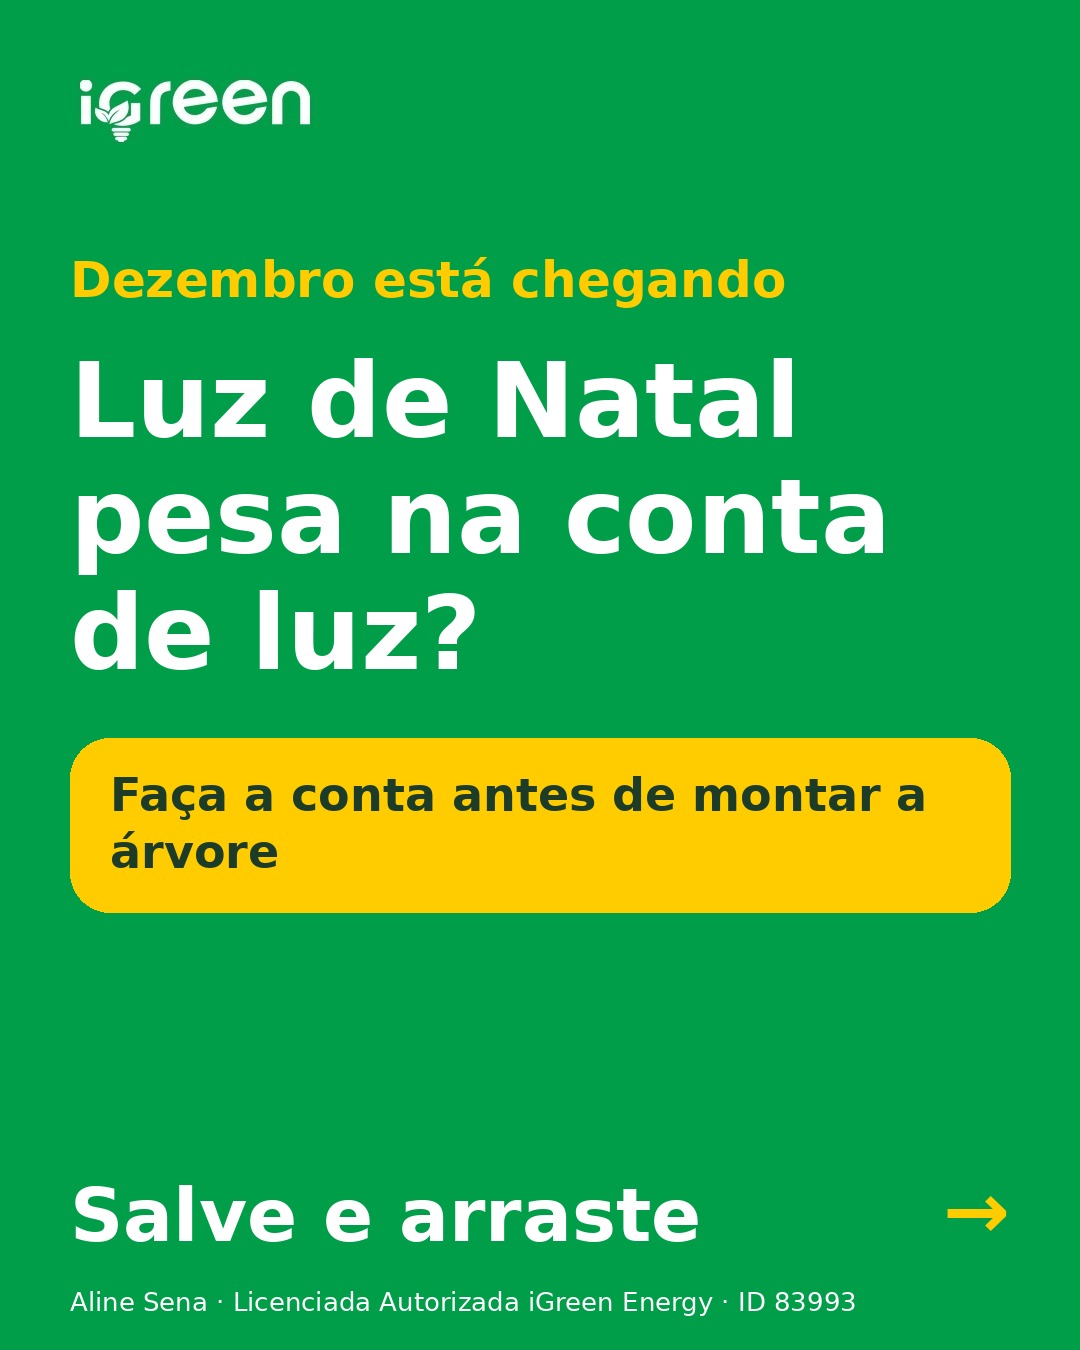 iGreen
Dezembro está chegando
Luz de Natal
pesa na conta
de luz?
Faça a conta antes de montar a
árvore
Salve e arraste →
Aline Sena · Licenciada Autorizada iGreen Energy · ID 83993